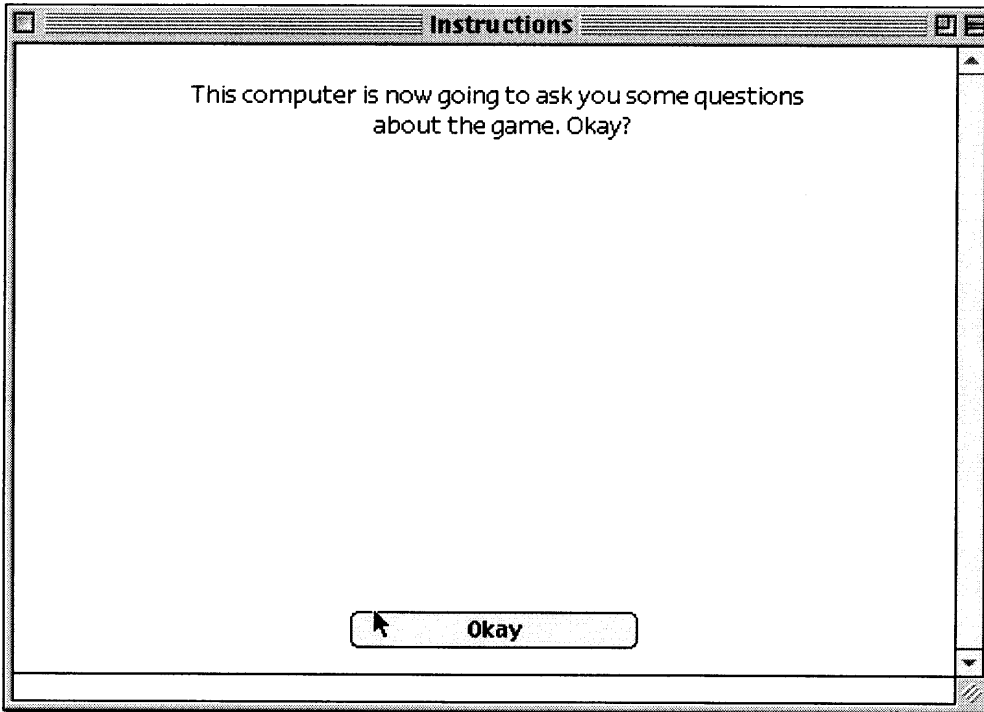 Instructions
This computer is now going to ask you some questions
about the game. Okay?
Okay